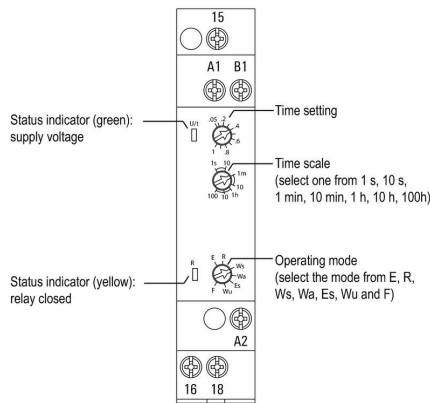 15
A1 B1
Status indicator (green):
supply voltage
U/t
.05 .2 .4 .6 .8 1
Time setting
1s 10 1m 10 1h 10 100
Time scale
(select one from 1 s, 10 s,
1 min, 10 min, 1 h, 10 h, 100h)
Status indicator (yellow):
relay closed
R
E R Ws Wa Es Wu F
Operating mode
(select the mode from E, R,
Ws, Wa, Es, Wu and F)
A2
16 18